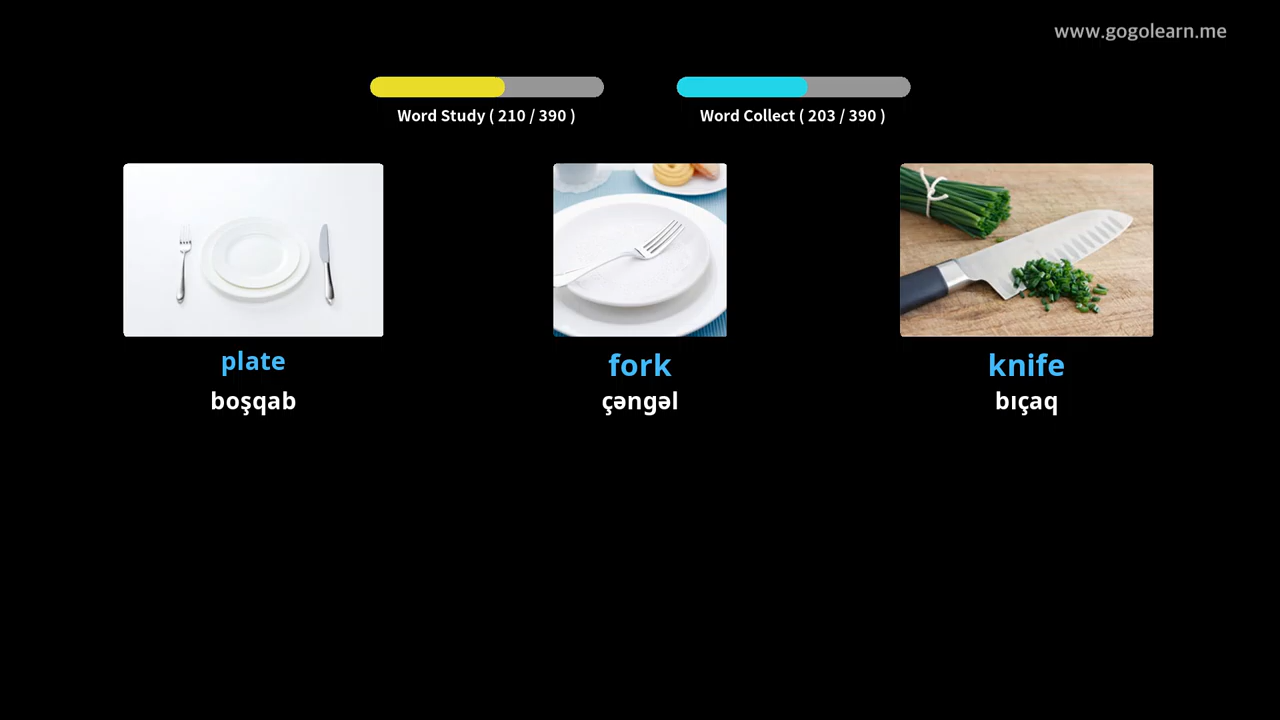 www.gogolearn.me
Word Study ( 210 / 390 )
Word Collect ( 203 / 390 )
plate
boşqab
fork
çəngəl
knife
bıçaq